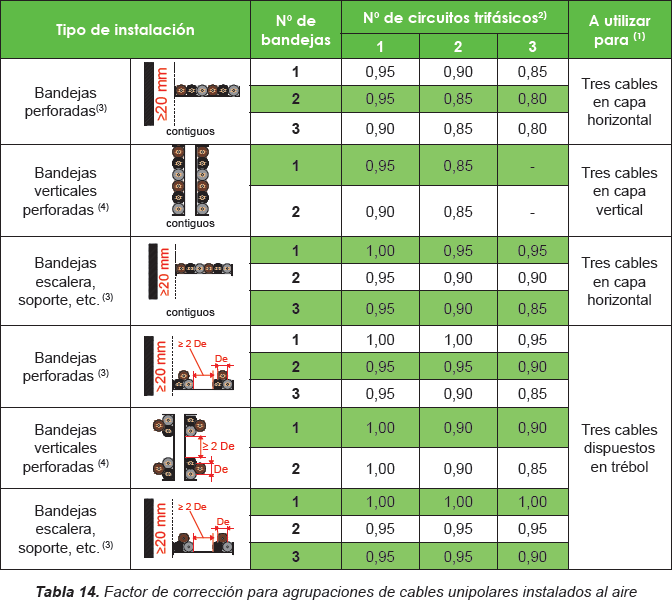 Tipo de instalación
Nº de bandejas
Nº de circuitos trifásicos2)
A utilizar para (1)
1 2 3
Bandejas perforadas(3)
≥20 mm
contiguos
1 0,95 0,90 0,85
2 0,95 0,85 0,80
3 0,90 0,85 0,80
Tres cables en capa horizontal
Bandejas verticales perforadas (4)
contiguos
contiguos
1 0,95 0,85 -
2 0,90 0,85 -
Tres cables en capa vertical
Bandejas escalera, soporte, etc. (3)
≥20 mm
contiguos
1 1,00 0,95 0,95
2 0,95 0,90 0,90
3 0,95 0,90 0,85
Tres cables en capa horizontal
Bandejas perforadas (3)
≥20 mm
≥ 2 De
De
1 1,00 1,00 0,95
2 0,95 0,95 0,90
3 0,95 0,90 0,85
Bandejas verticales perforadas (4)
≥ 2 De
De
1 1,00 0,90 0,90
2 1,00 0,90 0,85
Tres cables dispuestos en trébol
Bandejas escalera, soporte, etc. (3)
≥20 mm
≥ 2 De
De
1 1,00 1,00 1,00
2 0,95 0,95 0,95
3 0,95 0,95 0,90
Tabla 14. Factor de corrección para agrupaciones de cables unipolares instalados al aire